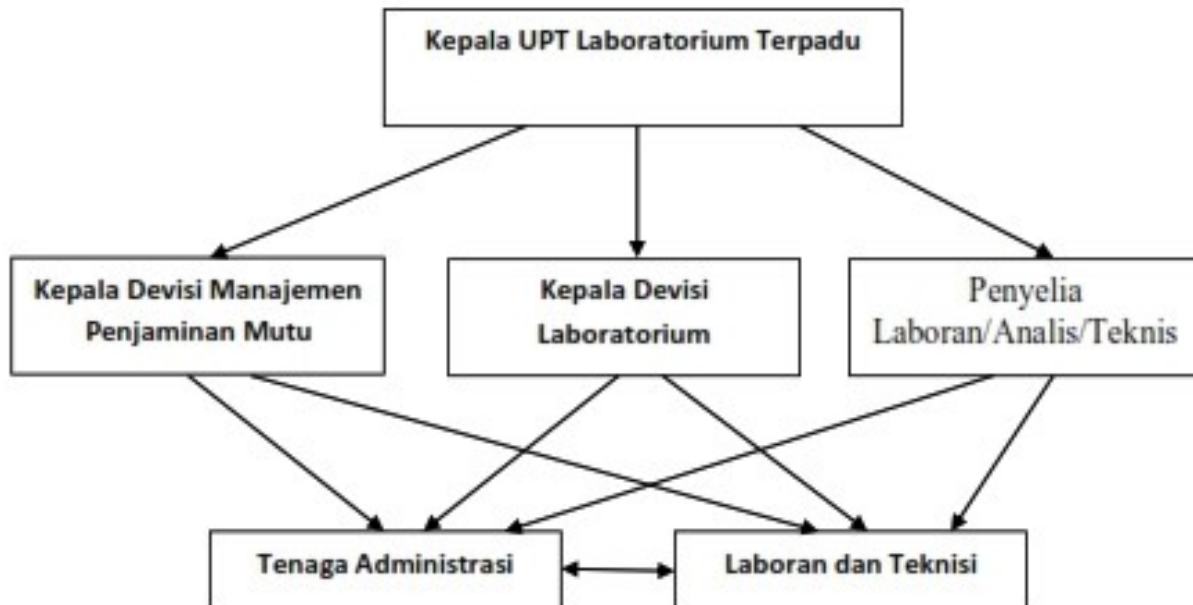 Kepala UPT Laboratorium Terpadu
Kepala Devisi Manajemen
Penjaminan Mutu
Kepala Devisi
Laboratorium
Penyelia
Laboran/Analis/Teknis
Tenaga Administrasi
Laboran dan Teknisi